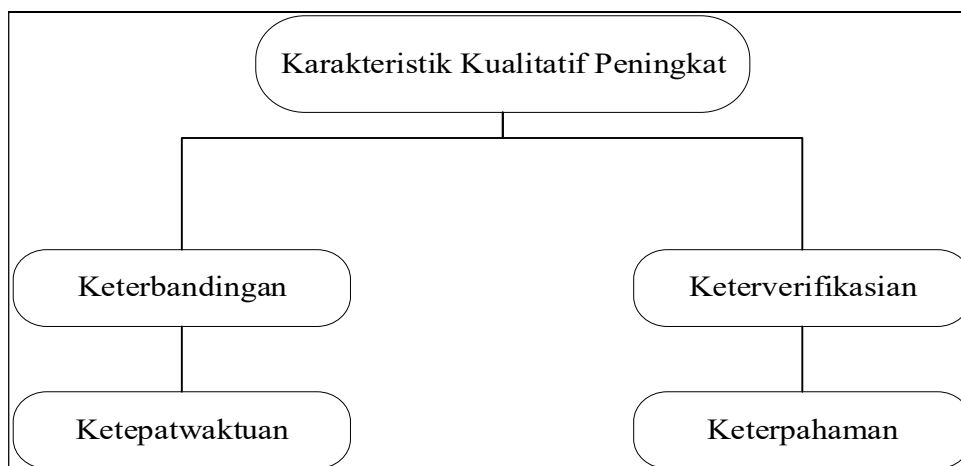 Karakteristik Kualitatif Peningkat
Keterbandingan
Keterverifikasian
Ketepatwaktuan
Keterpahaman